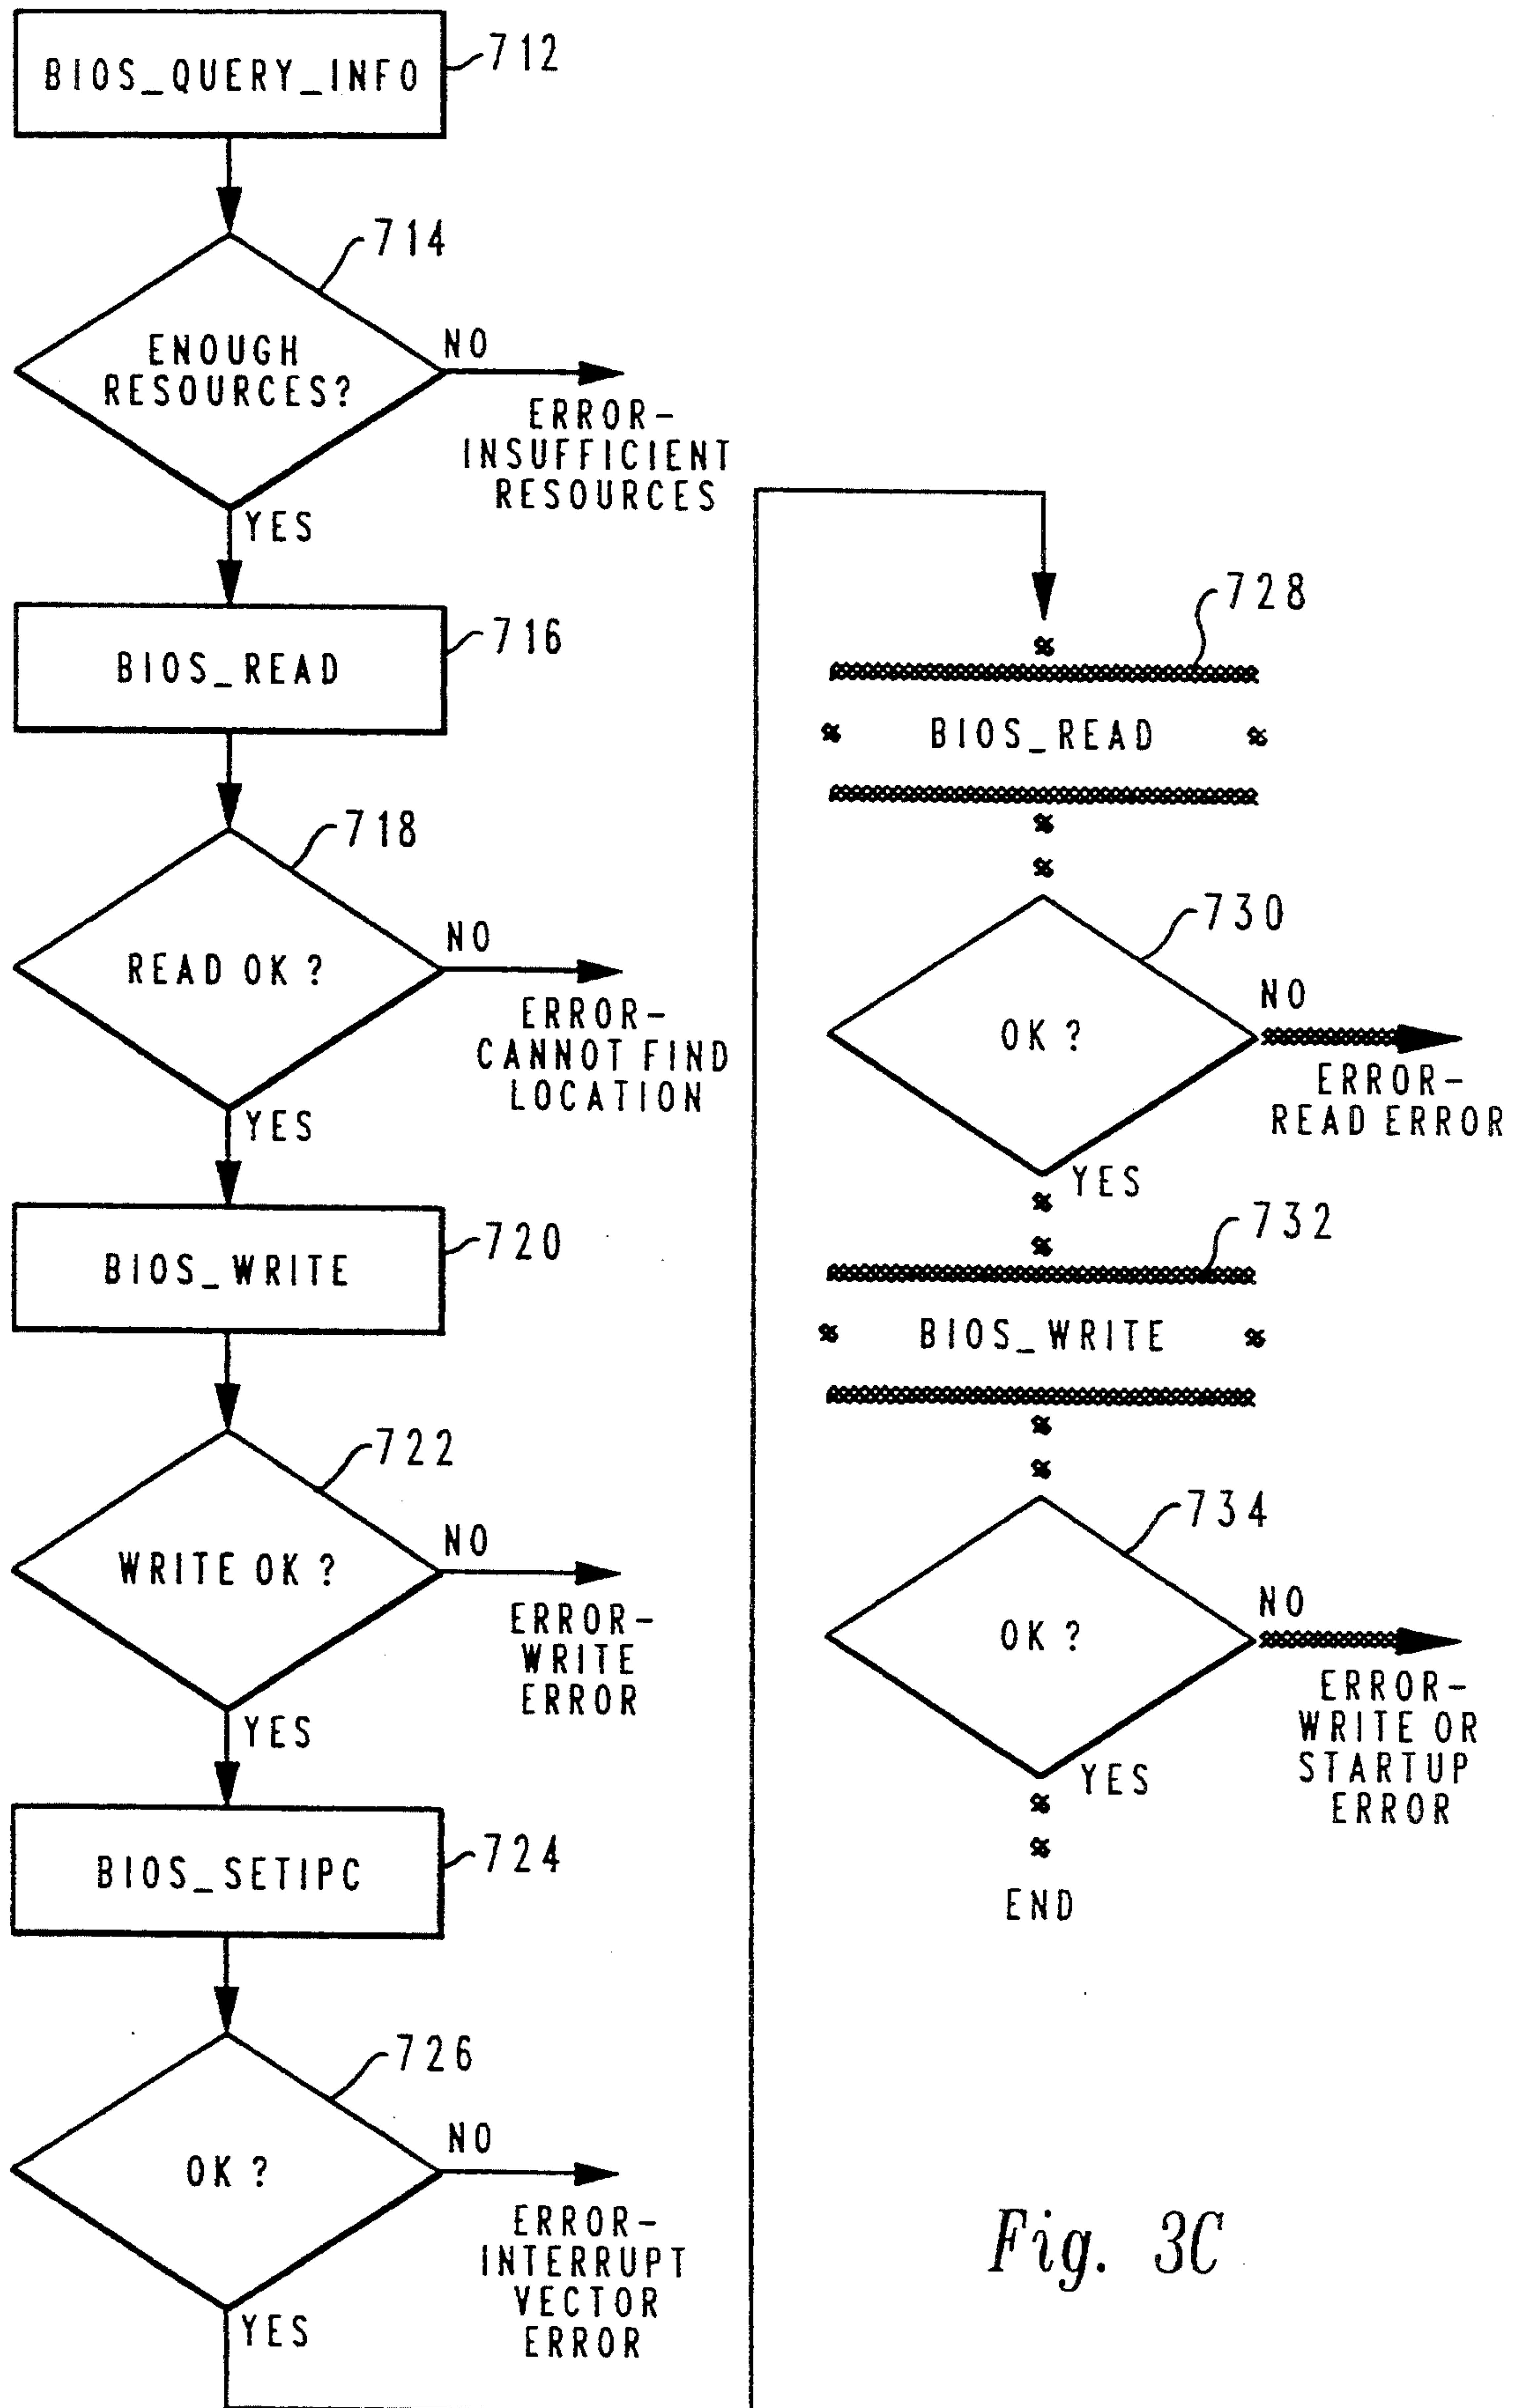 BIOS_QUERY_INFO
712
714
ENOUGH
RESOURCES?
NO
ERROR-
INSUFFICIENT
RESOURCES
YES
BIOS_READ
716
718
READ OK ?
NO
ERROR-
CANNOT FIND
LOCATION
YES
BIOS_WRITE
720
722
WRITE OK ?
NO
ERROR-
WRITE
ERROR
YES
BIOS_SETIPC
724
726
OK ?
NO
ERROR-
INTERRUPT
VECTOR
ERROR
YES
728
BIOS_READ
730
OK ?
NO
ERROR-
READ ERROR
YES
732
BIOS_WRITE
734
OK ?
NO
ERROR-
WRITE OR
STARTUP
ERROR
YES
END
Fig. 3C